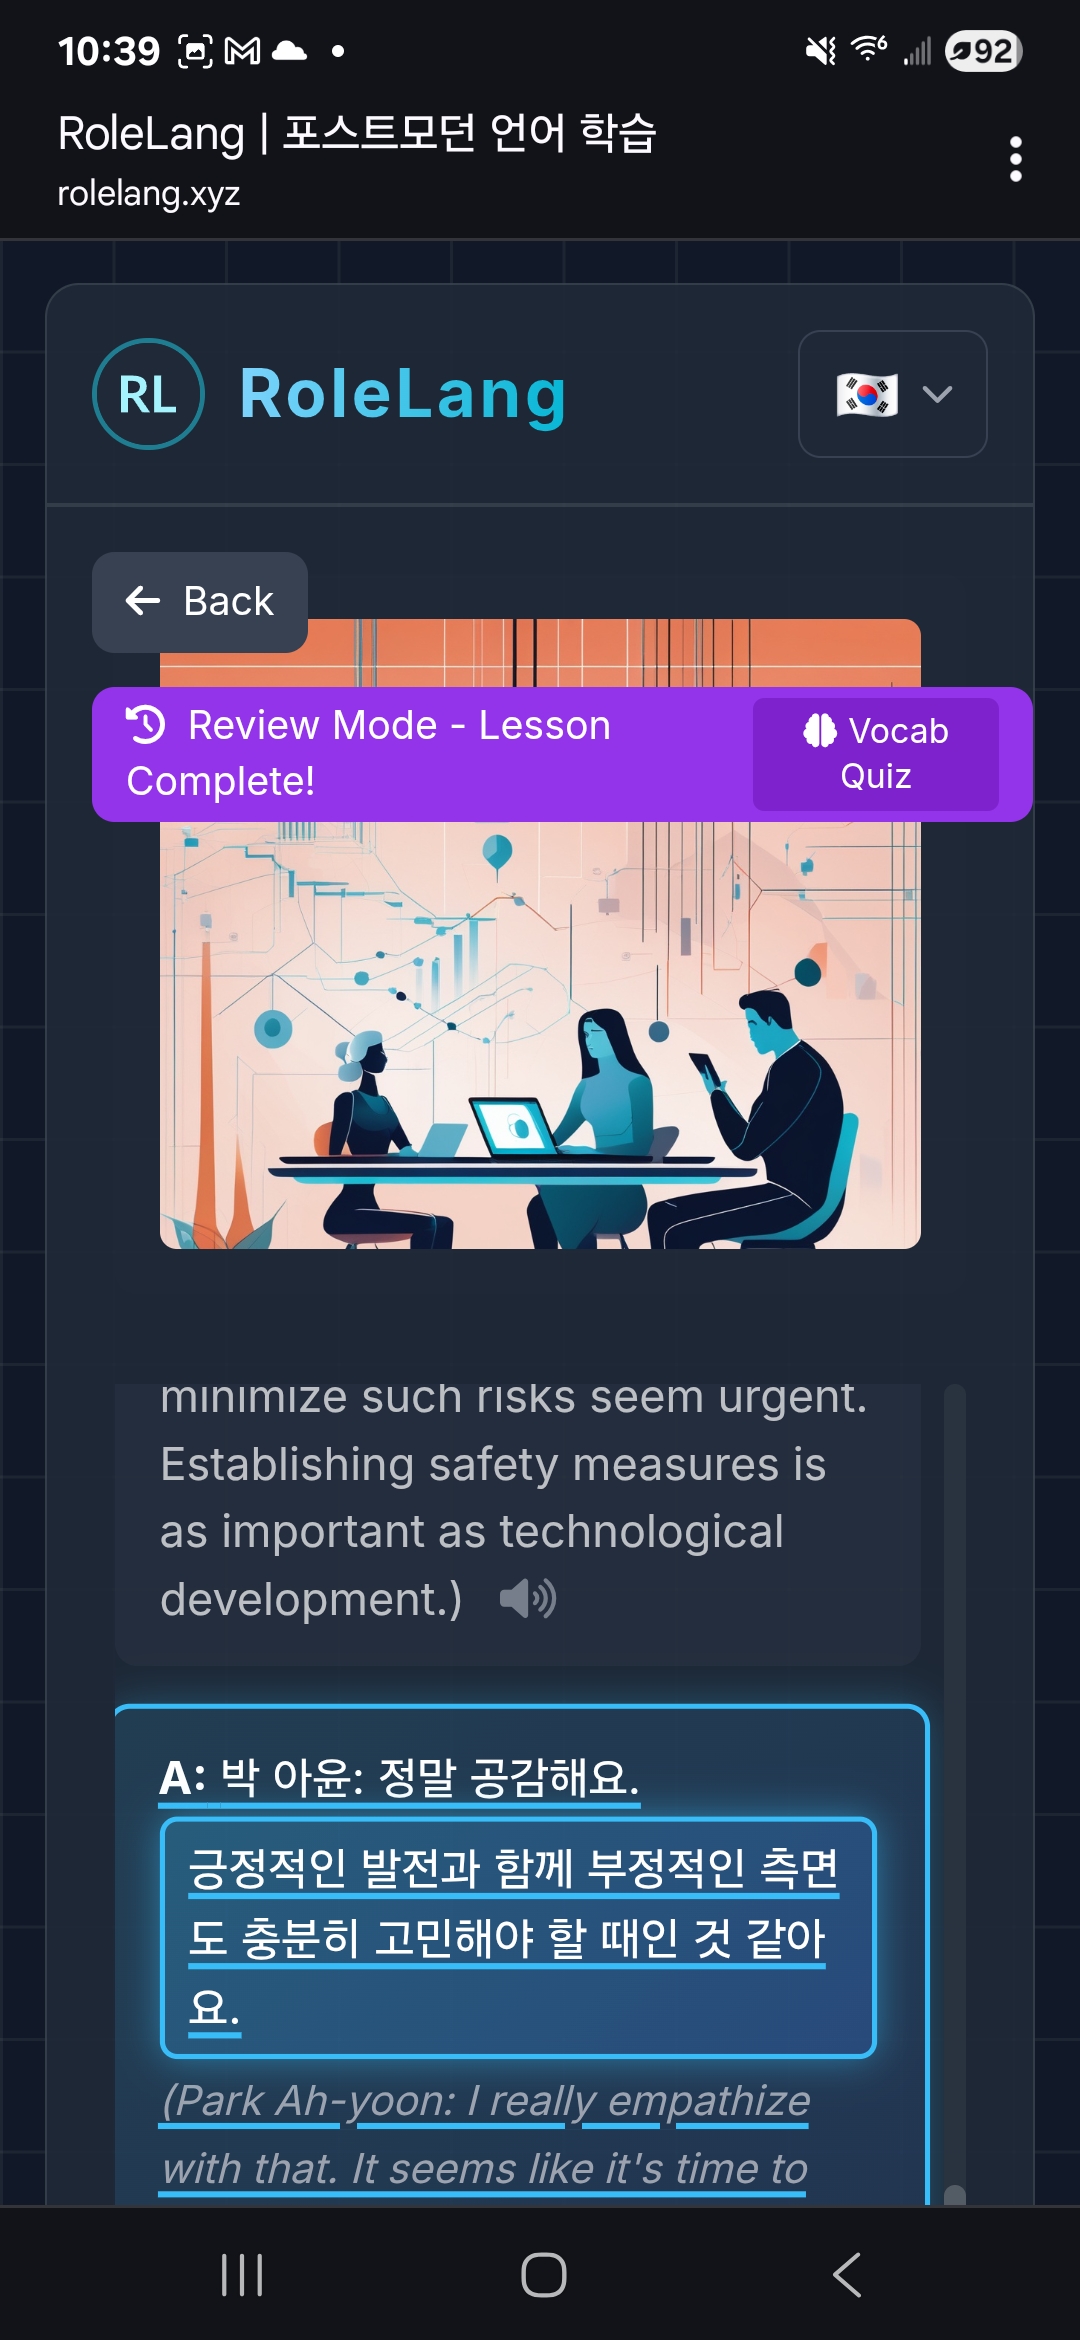 10:39
92
RoleLang | 포스트모던 언어 학습
rolelang.xyz
RL RoleLang
Back
Review Mode - Lesson
Complete!
Vocab
Quiz
minimize such risks seem urgent.
Establishing safety measures is
as important as technological
development.)
A: 박 아윤: 정말 공감해요.
긍정적인 발전과 함께 부정적인 측면
도 충분히 고민해야 할 때인 것 같아
요.
(Park Ah-yoon: I really empathize
with that. It seems like it's time to